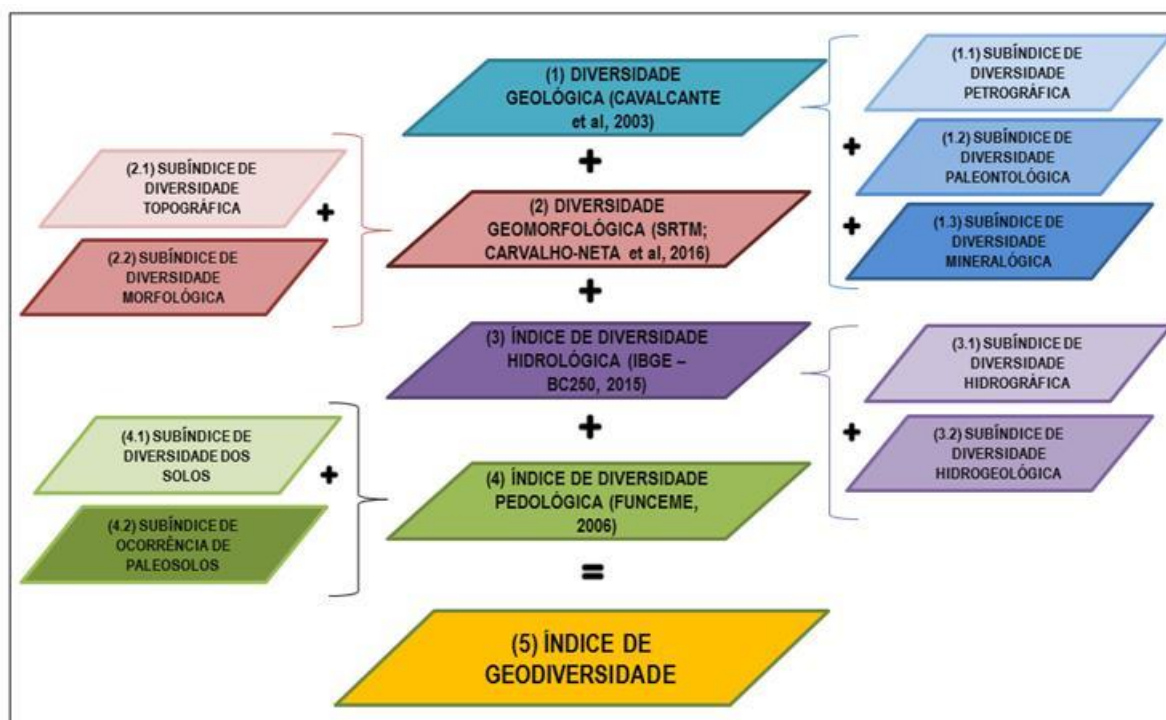 (1) DIVERSIDADE
GEOLÓGICA (CAVALCANTE
et al, 2003)
(1.1) SUBÍNDICE DE
DIVERSIDADE
PETROGRÁFICA
+
(1.2) SUBÍNDICE DE
DIVERSIDADE
PALEONTOLÓGICA
+
(1.3) SUBÍNDICE DE
DIVERSIDADE
MINERALÓGICA
+
(2.1) SUBÍNDICE DE
DIVERSIDADE
TOPOGRÁFICA
+
(2.2) SUBÍNDICE DE
DIVERSIDADE
MORFOLÓGICA
(2) DIVERSIDADE
GEOMORFOLÓGICA (SRTM;
CARVALHO-NETA et al, 2016)
+
(3) ÍNDICE DE DIVERSIDADE
HIDROLÓGICA (IBGE –
BC250, 2015)
(3.1) SUBÍNDICE DE
DIVERSIDADE
HIDROGRÁFICA
+
(3.2) SUBÍNDICE DE
DIVERSIDADE
HIDROGEOLÓGICA
+
(4.1) SUBÍNDICE DE
DIVERSIDADE DOS
SOLOS
+
(4.2) SUBÍNDICE DE
OCORRÊNCIA DE
PALEOSOLOS
(4) ÍNDICE DE DIVERSIDADE
PEDOLÓGICA (FUNCEME,
2006)
=
(5) ÍNDICE DE
GEODIVERSIDADE